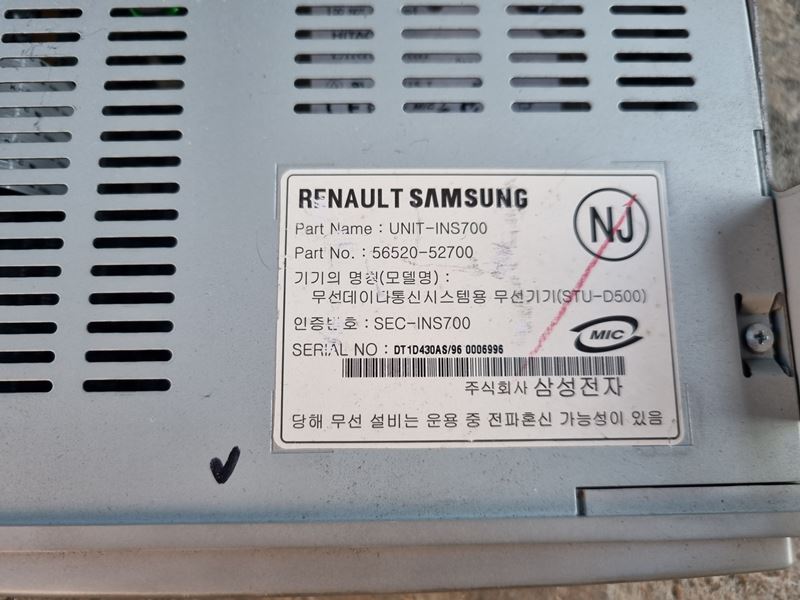 RENAULT SAMSUNG
NJ
Part Name : UNIT-INS700
Part No. : 56520-52700
기기의 명칭(모델명) :
무선데이타통신시스템용 무선기기(STU-D500)
인증번호 : SEC-INS700
MIC
SERIAL NO : DT1D430AS/96 0006996
주식회사 삼성전자
당해 무선 설비는 운용 중 전파혼신 가능성이 있음